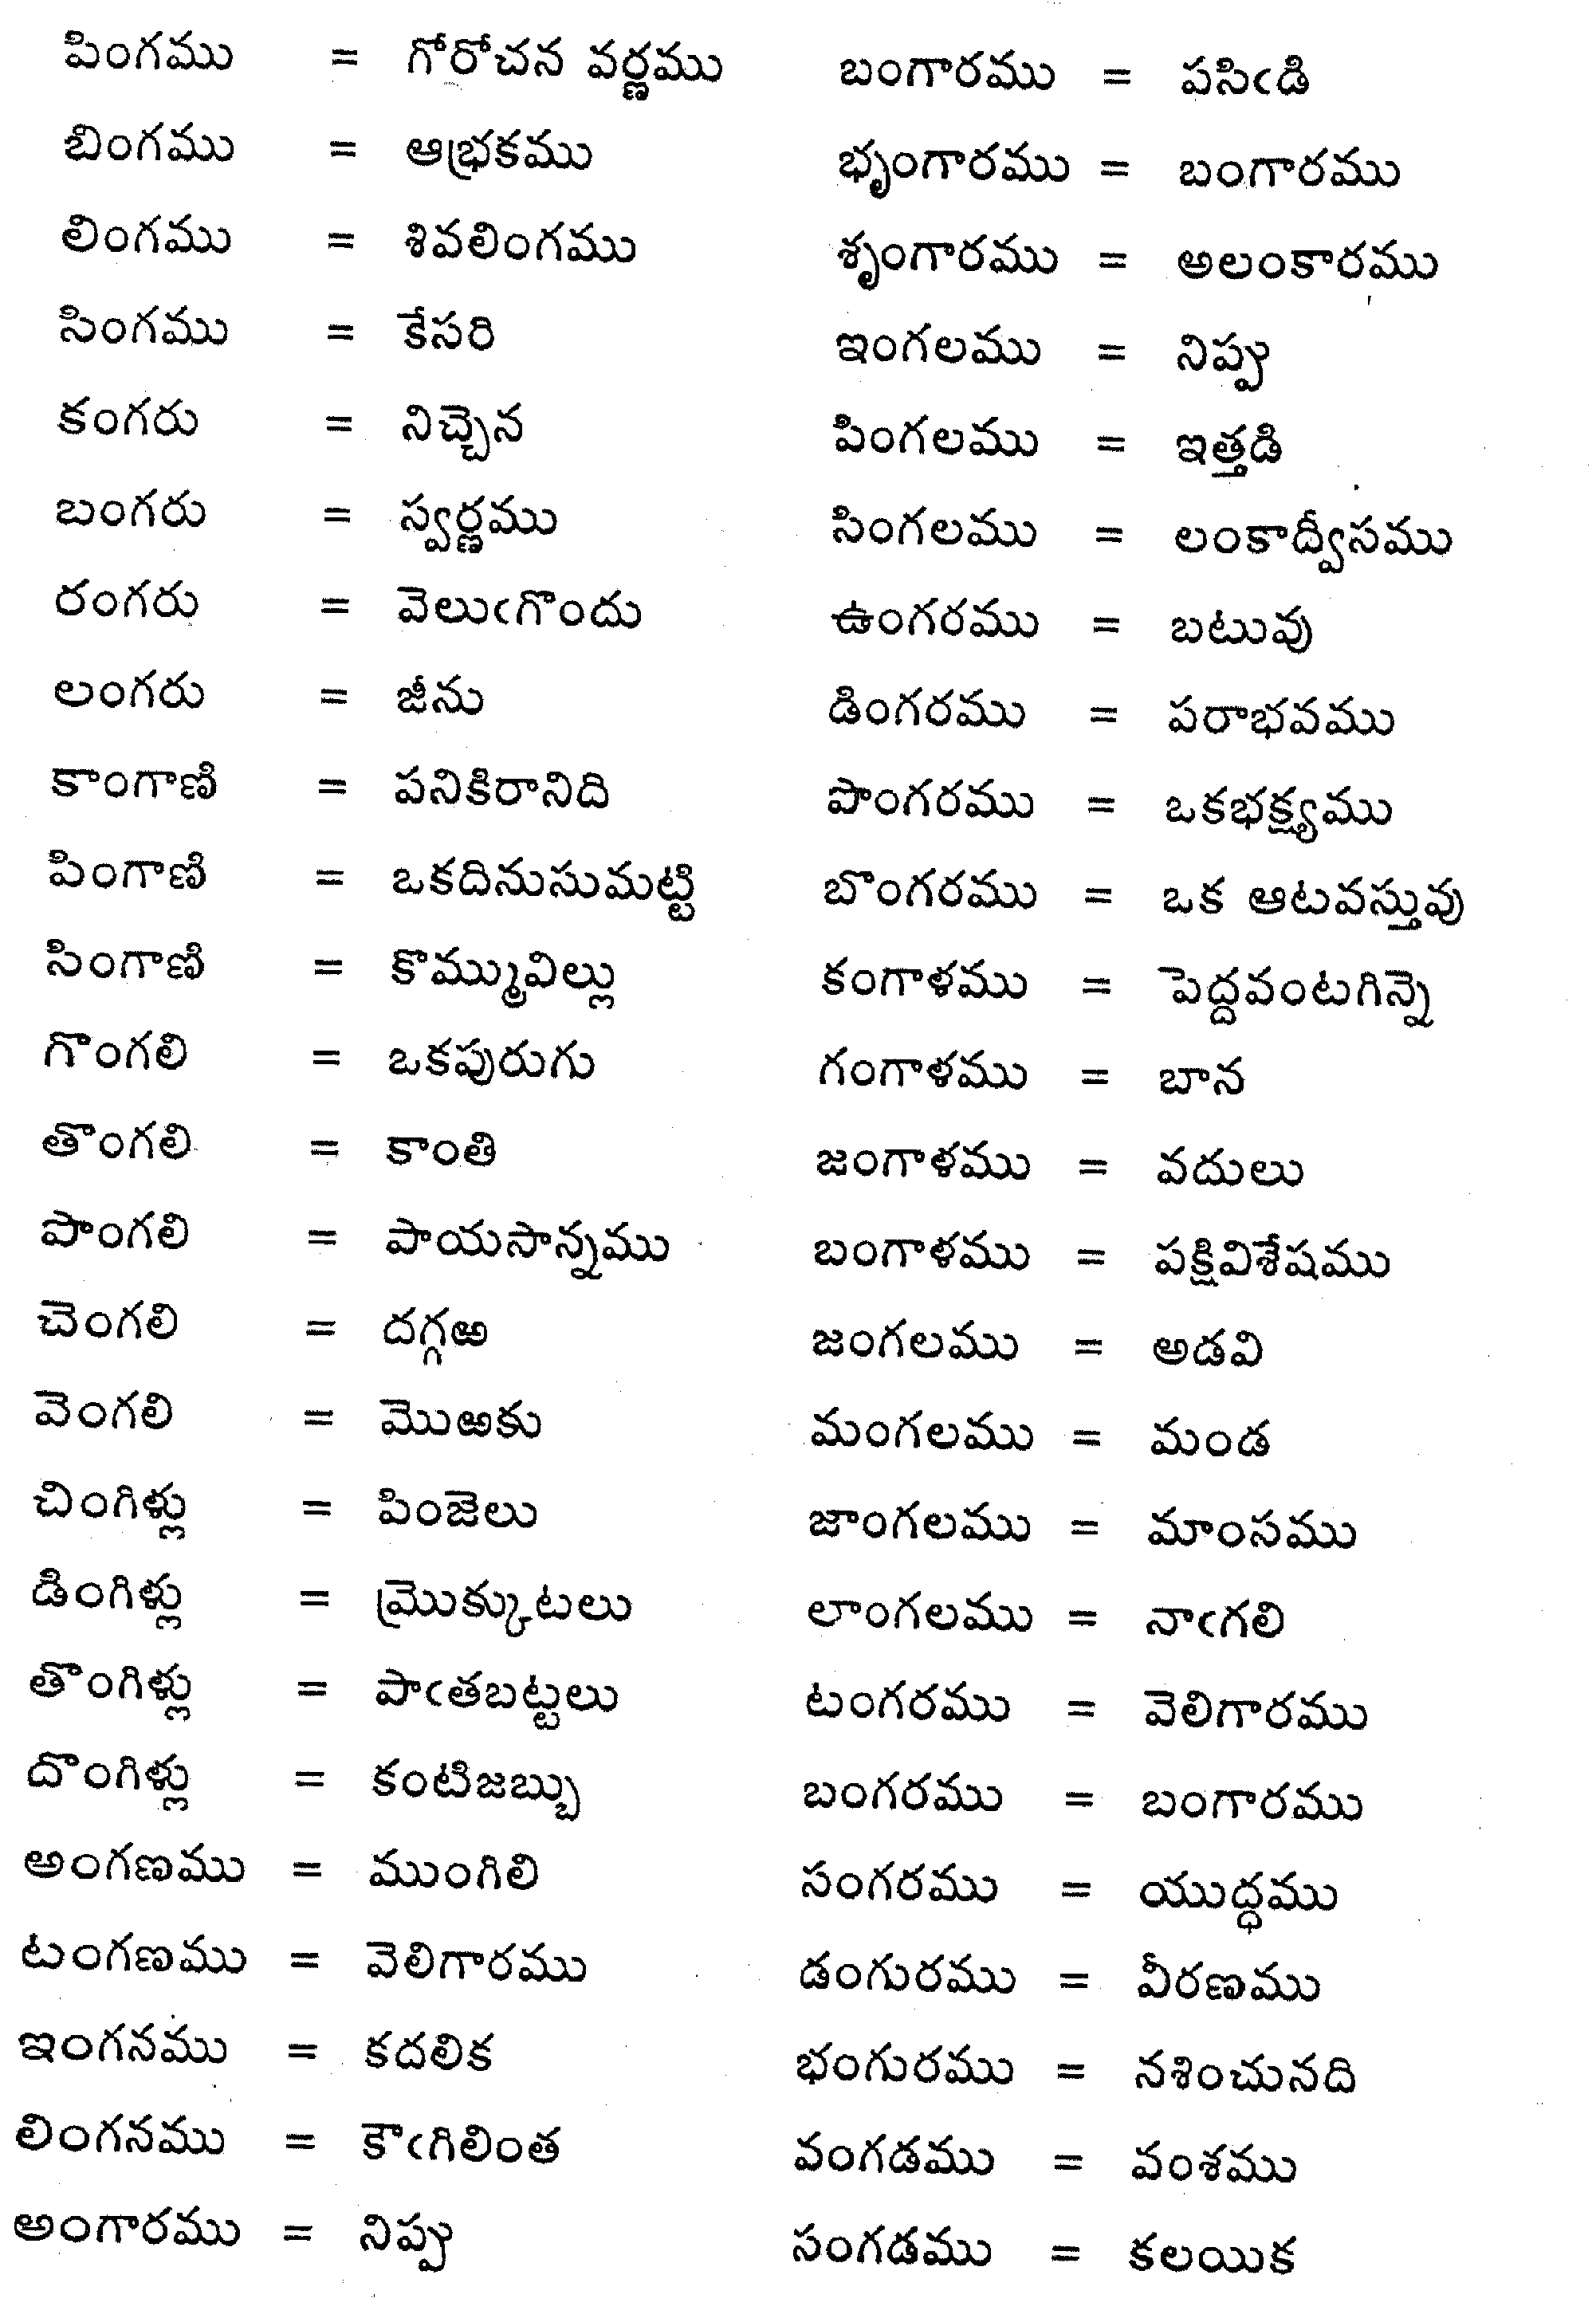 పింగము = గోరోచన వర్ణము
బింగము = ఆభ్రకము
లింగము = శివలింగము
సింగము = కేసరి
కంగరు = నిచ్చెన
బంగరు = స్వర్ణము
రంగరు = వెలుఁగొందు
లంగరు = జీను
కాంగాణి = పనికిరానిది
పింగాణి = ఒకదినుసుమట్టి
సింగాణి = కొమ్మువిల్లు
గొంగలి = ఒకపురుగు
తొంగలి = కాంతి
పొంగలి = పాయసాన్నము
చెంగలి = దగ్గఱ
వెంగలి = మొఱకు
చింగిళ్లు = పింజెలు
డింగిళ్లు = మ్రొక్కుటలు
తొంగిళ్లు = పాఁతబట్టలు
దొంగిళ్లు = కంటిజబ్బు
అంగణము = ముంగిలి
టంగణము = వెలిగారము
ఇంగనము = కదలిక
లింగనము = కౌఁగిలింత
అంగారము = నిప్పు
బంగారము = పసిఁడి
భృంగారము = బంగారము
శృంగారము = అలంకారము
ఇంగలము = నిప్పు
పింగలము = ఇత్తడి
సింగలము = లంకాద్వీసము
ఉంగరము = బటువు
డింగరము = పరాభవము
పొంగరము = ఒకభక్ష్యము
బొంగరము = ఒక ఆటవస్తువు
కంగాళము = పెద్దవంటగిన్నె
గంగాళము = బాన
జంగాళము = వదులు
బంగాళము = పక్షివిశేషము
జంగలము = అడవి
మంగలము = మండ
జాంగలము = మాంసము
లాంగలము = నాఁగలి
టంగరము = వెలిగారము
బంగరము = బంగారము
సంగరము = యుద్ధము
డంగురము = వీరణము
భంగురము = నశించునది
వంగడము = వంశము
సంగడము = కలయిక